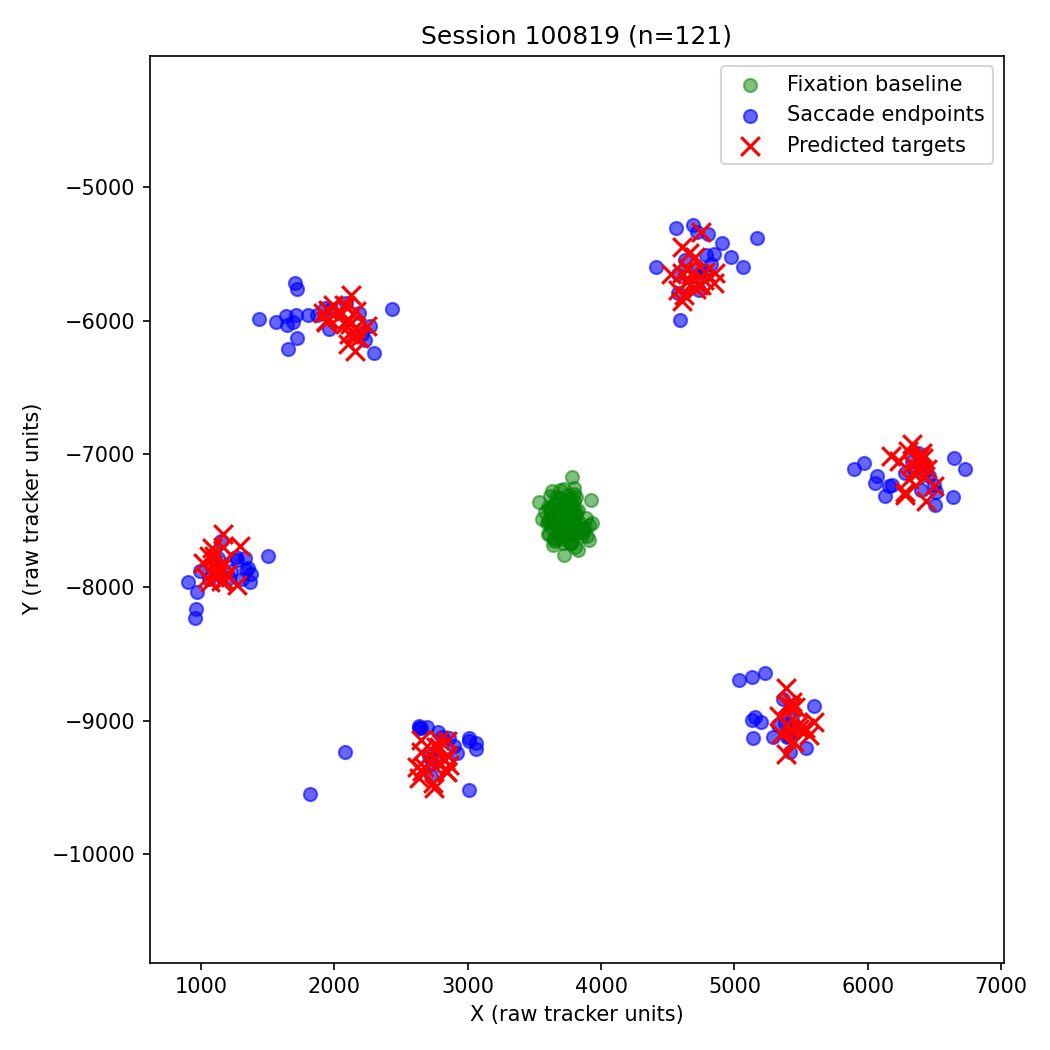 Session 100819 (n=121)
Fixation baseline
Saccade endpoints
Predicted targets
−5000
−6000
−7000
−8000
−9000
−10000
Y (raw tracker units)
1000 2000 3000 4000 5000 6000 7000
X (raw tracker units)